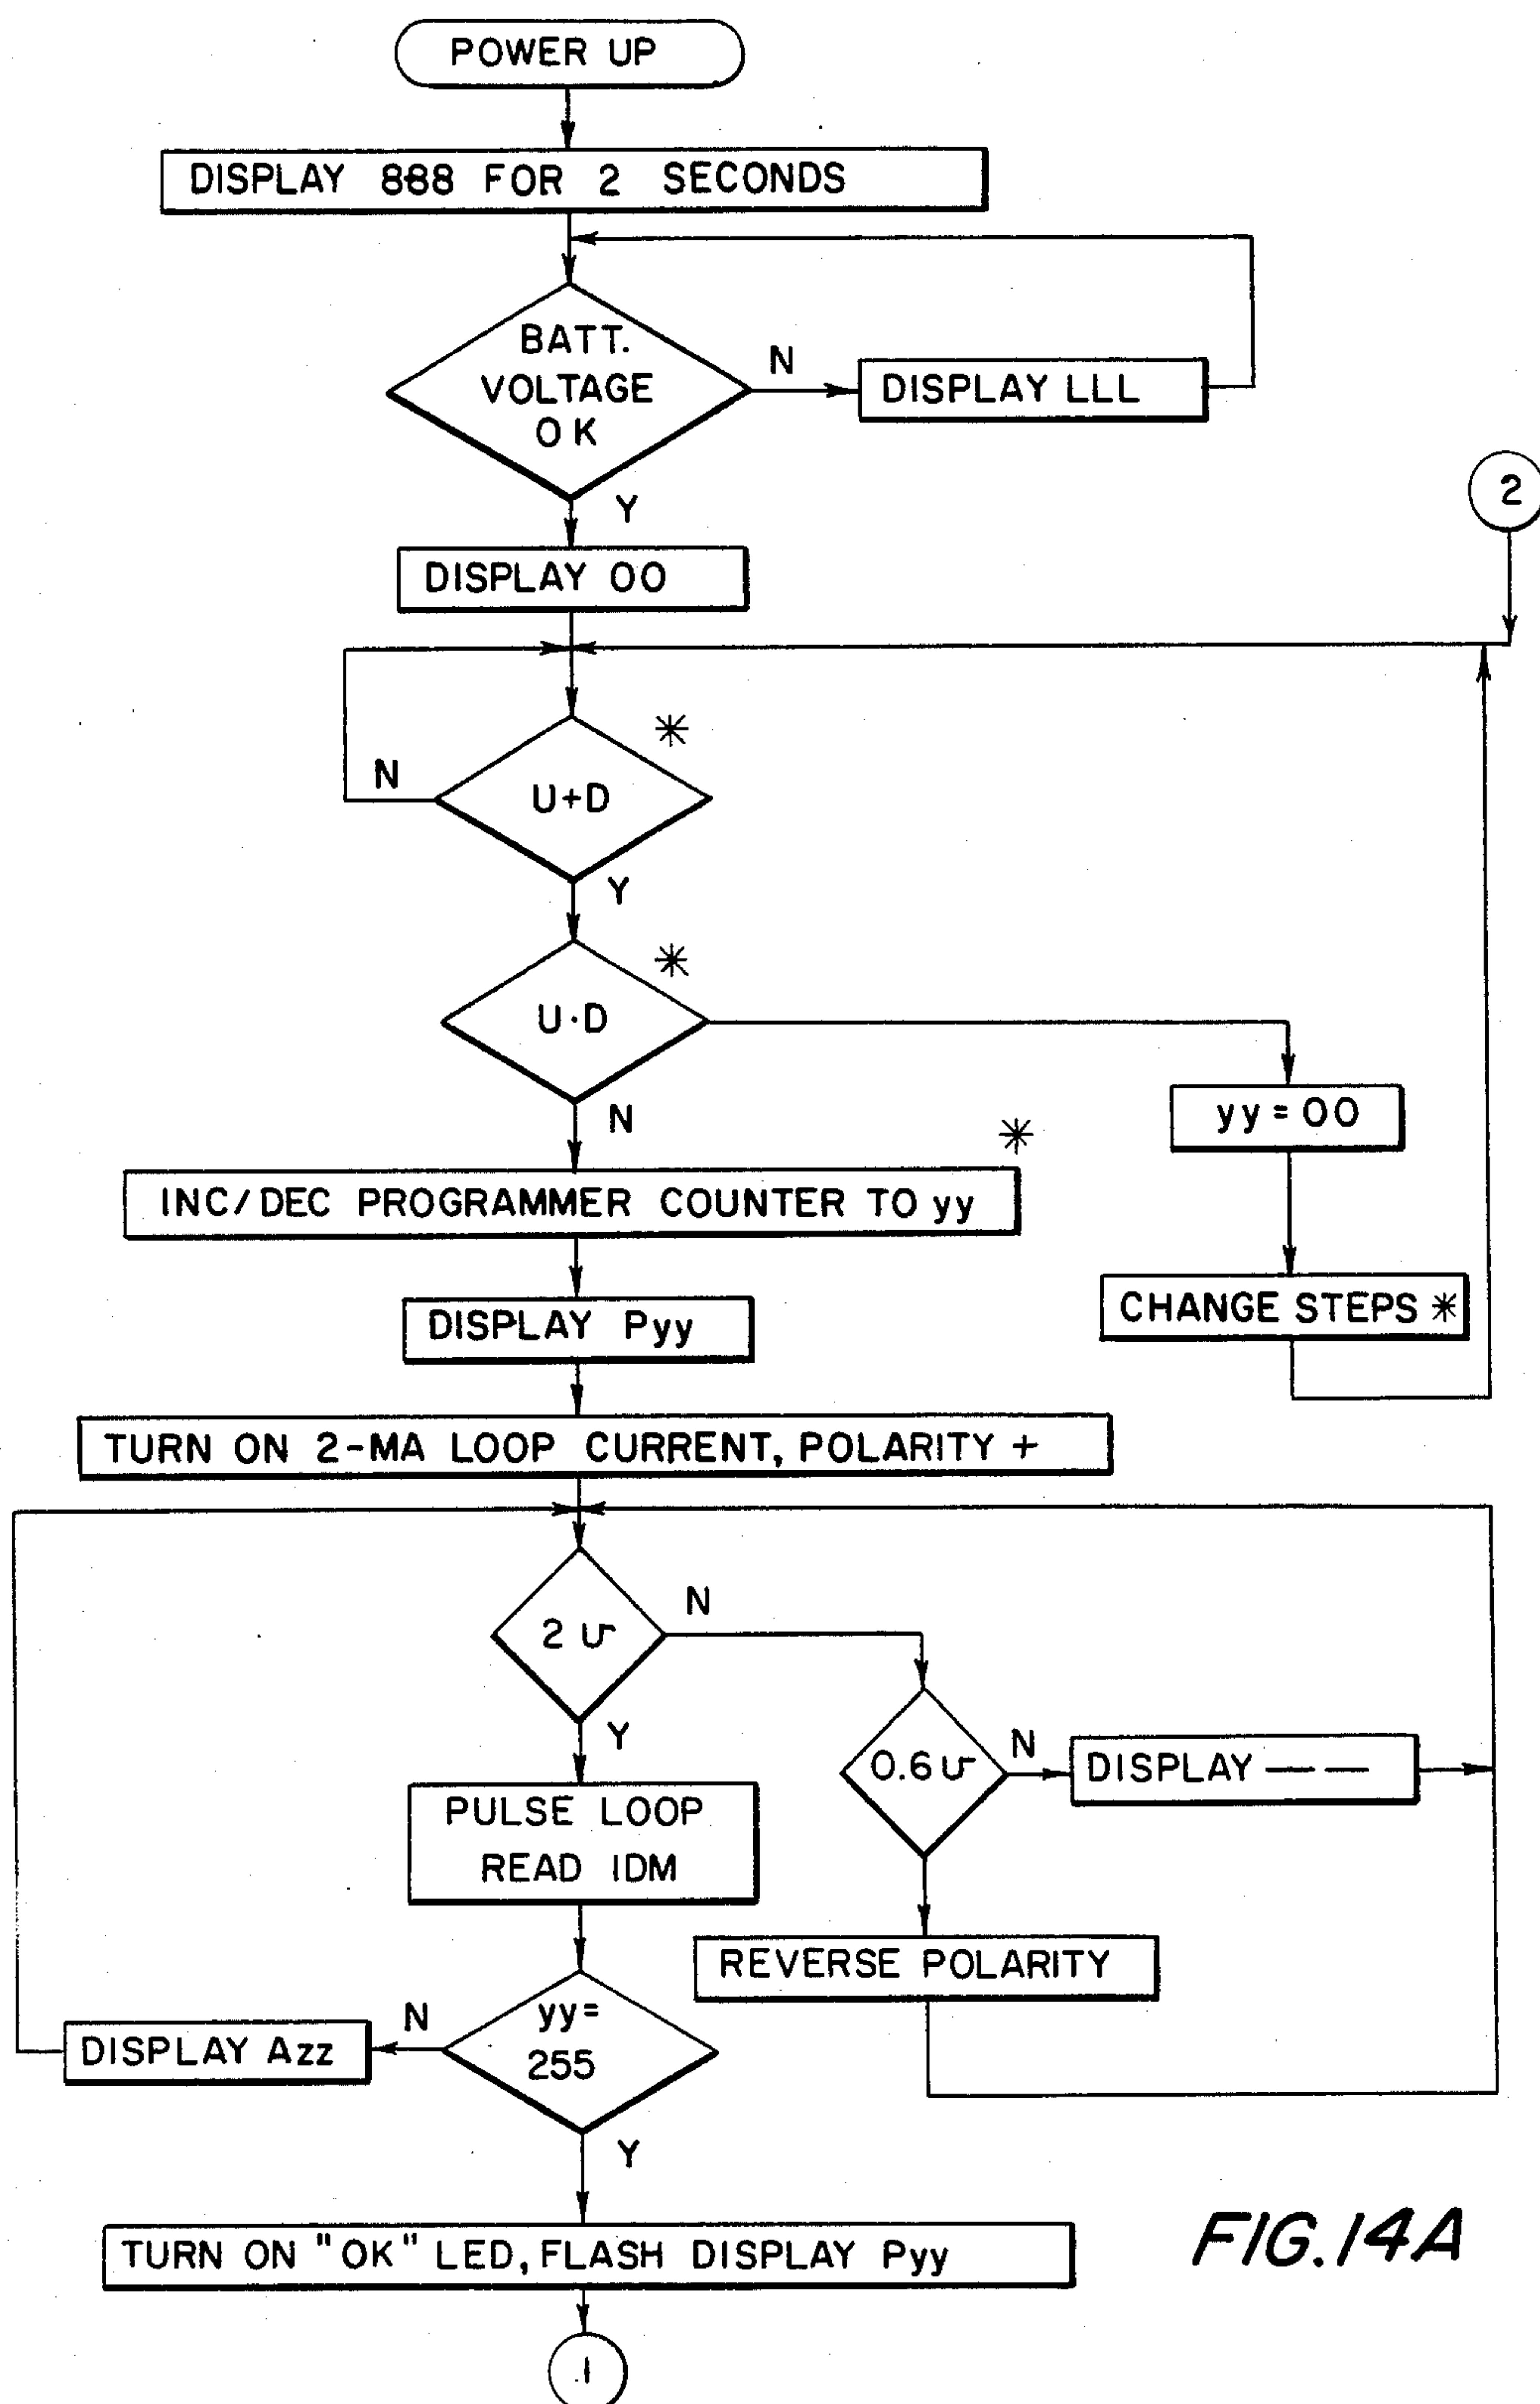 POWER UP
DISPLAY 888 FOR 2 SECONDS
BATT.
VOLTAGE
OK
N
DISPLAY LLL
Y
2
DISPLAY 00
*
N
U+D
Y
*
U·D
N
yy = 00
*
INC/DEC PROGRAMMER COUNTER TO yy
CHANGE STEPS *
DISPLAY Pyy
TURN ON 2-MA LOOP CURRENT, POLARITY +
2
N
Y
0.6
N
DISPLAY — —
PULSE LOOP
READ IDM
REVERSE POLARITY
yy =
255
N
DISPLAY Azz
Y
TURN ON "OK" LED, FLASH DISPLAY Pyy
FIG. 14A
1